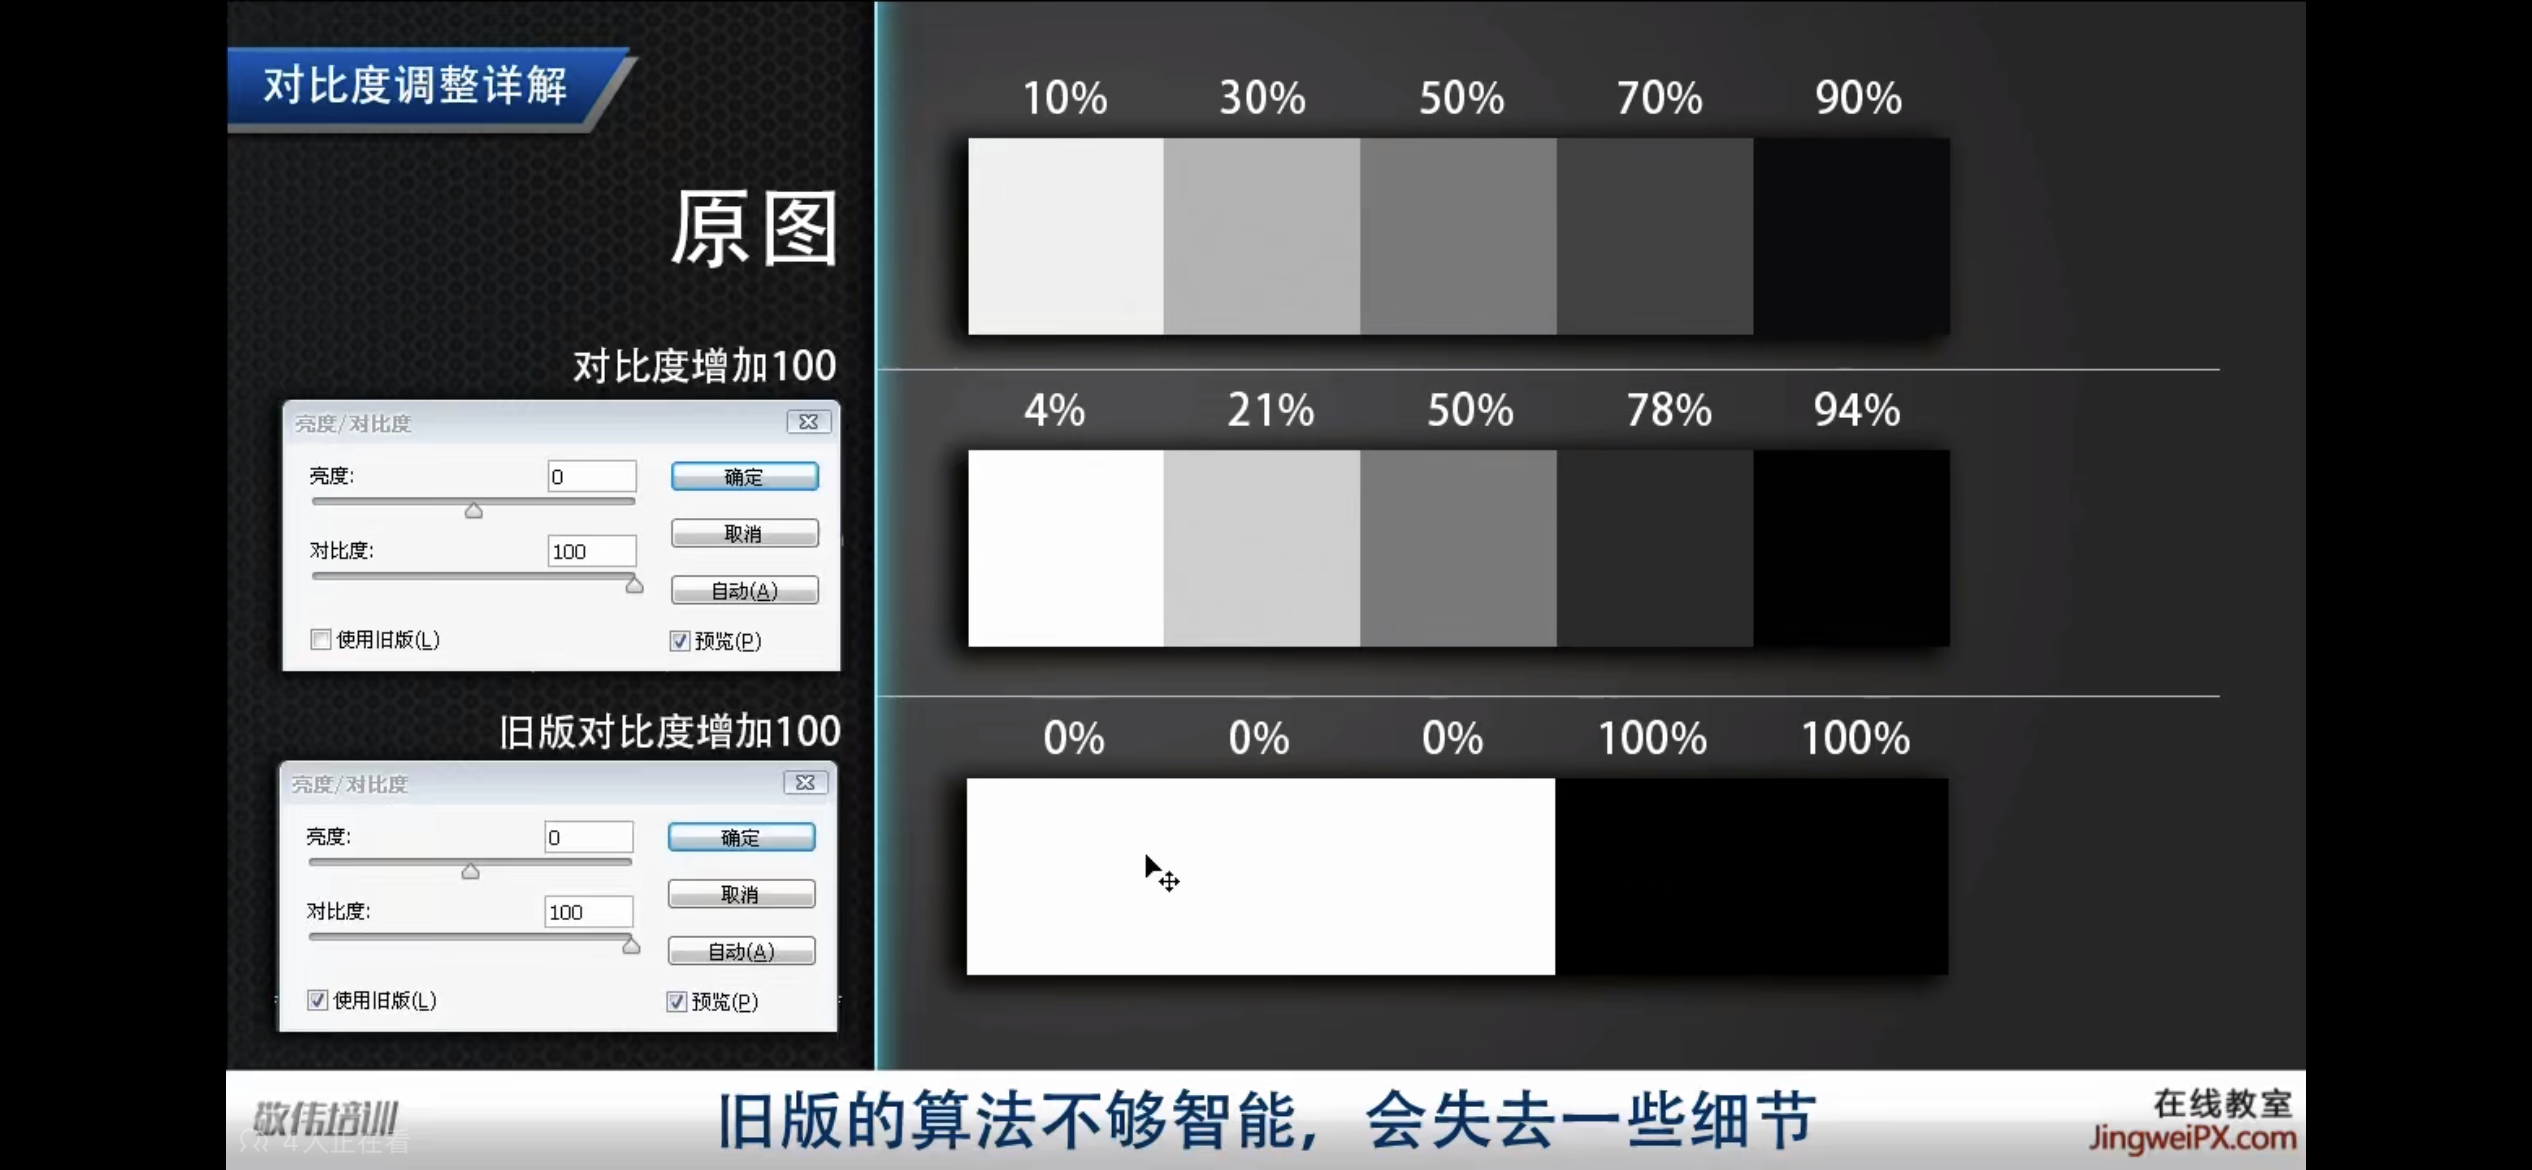 对比度调整详解
原图
10% 30% 50% 70% 90%
对比度增加100
4% 21% 50% 78% 94%
亮度/对比度
亮度: 0
确定
取消
对比度: 100
自动(A)
使用旧版(L)
预览(P)
旧版对比度增加100
0% 0% 0% 100% 100%
亮度/对比度
亮度: 0
确定
取消
对比度: 100
自动(A)
使用旧版(L)
预览(P)
敬伟培训
4人正在看
旧版的算法不够智能，会失去一些细节
在线教室
JingweiPX.com